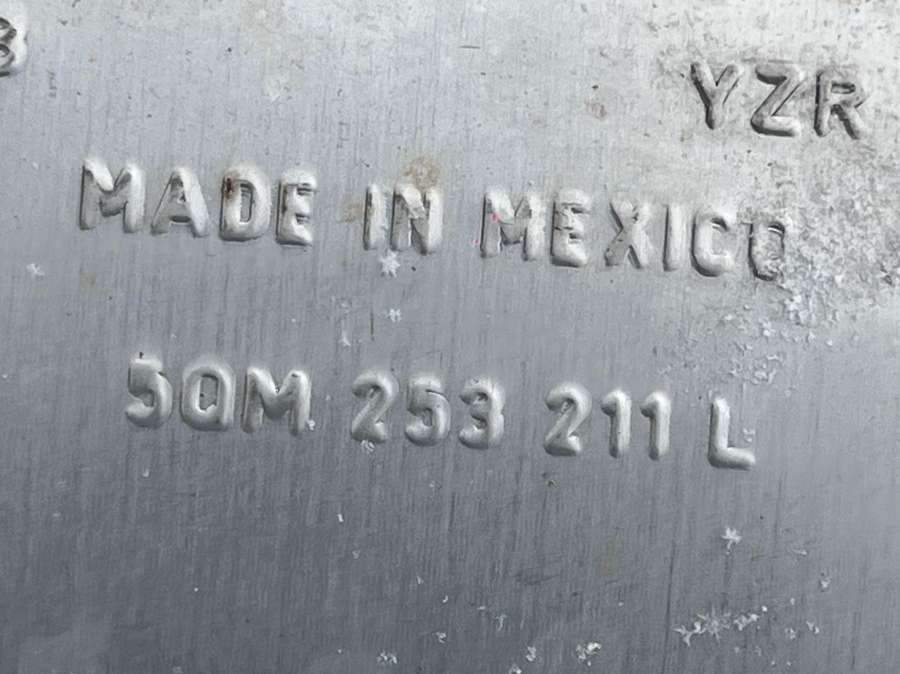 YZR
MADE IN MEXICO
5QM 253 211 L